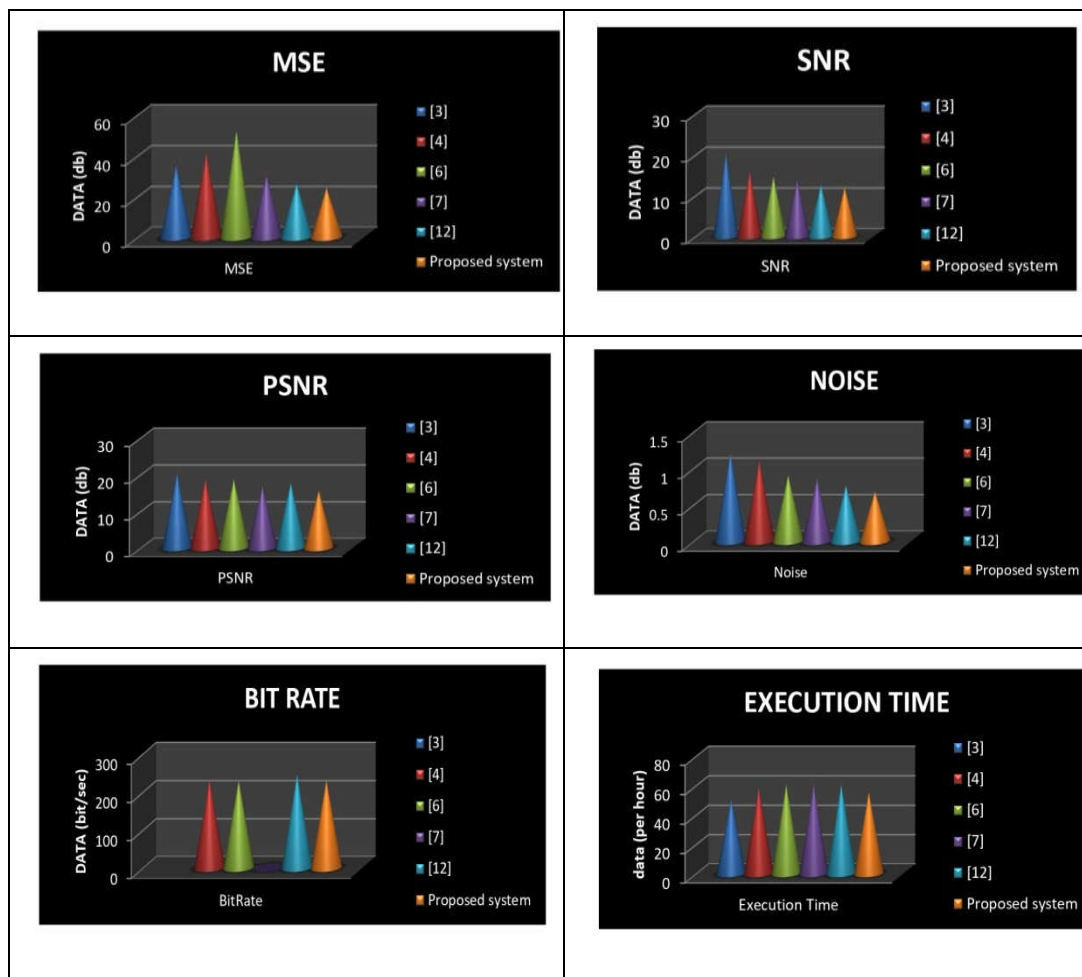 MSE
DATA (db)
60
40
20
0
MSE
[3]
[4]
[6]
[7]
[12]
Proposed system
SNR
DATA (db)
30
20
10
0
SNR
[3]
[4]
[6]
[7]
[12]
Proposed system
PSNR
DATA (db)
30
20
10
0
PSNR
[3]
[4]
[6]
[7]
[12]
Proposed system
NOISE
DATA (db)
1.5
1
0.5
0
Noise
[3]
[4]
[6]
[7]
[12]
Proposed system
BIT RATE
DATA (bit/sec)
300
200
100
0
BitRate
[3]
[4]
[6]
[7]
[12]
Proposed system
EXECUTION TIME
data (per hour)
80
60
40
20
0
Execution Time
[3]
[4]
[6]
[7]
[12]
Proposed system